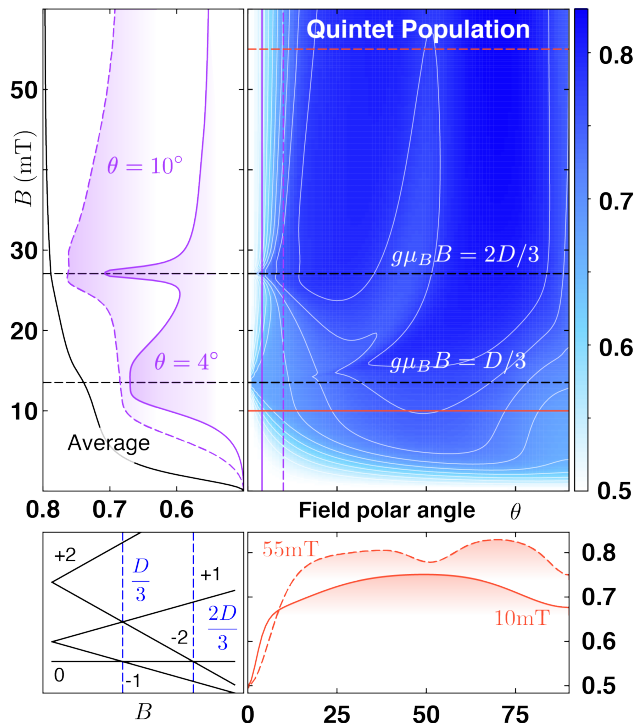 Quintet Population
50
40
30
20
10
B (mT)
θ = 10°
θ = 4°
Average
gμ_BB = 2D/3
gμ_BB = D/3
0.8
0.7
0.6
0.5
0.8 0.7 0.6
Field polar angle θ
+2
D/3
+1
2D/3
-2
0
-1
B
55mT
10mT
0.8
0.7
0.6
0.5
0 25 50 75